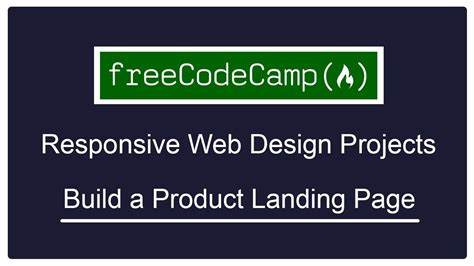 freeCodeCamp(🔥)
Responsive Web Design Projects
Build a Product Landing Page